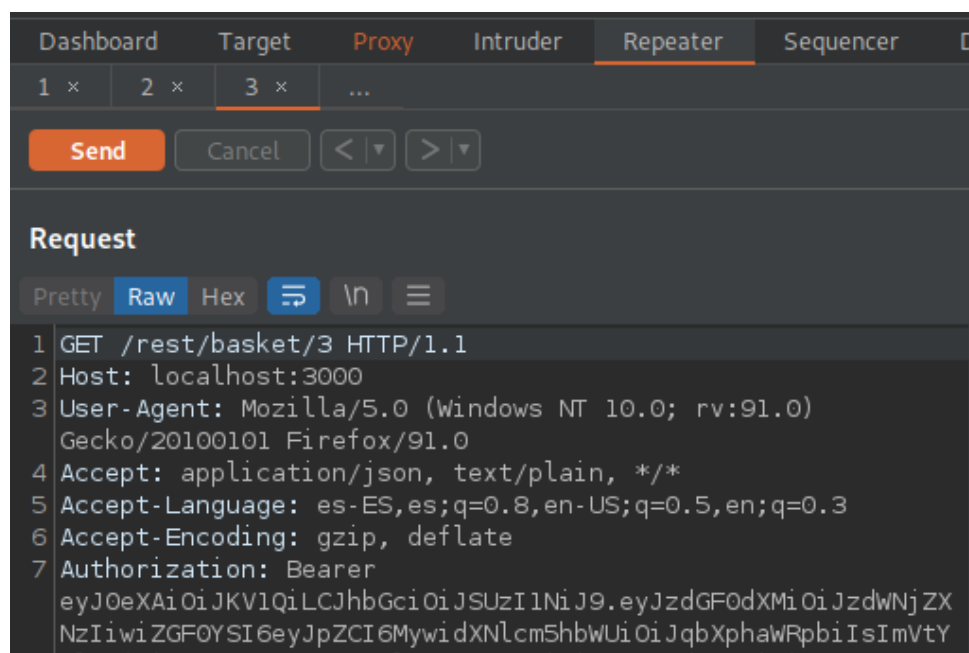 Dashboard Target Proxy Intruder Repeater Sequencer D
1 × 2 × 3 × ...
Send Cancel < > 
Request
Pretty Raw Hex \n
1 GET /rest/basket/3 HTTP/1.1
2 Host: localhost:3000
3 User-Agent: Mozilla/5.0 (Windows NT 10.0; rv:91.0)
Gecko/20100101 Firefox/91.0
4 Accept: application/json, text/plain, */*
5 Accept-Language: es-ES,es;q=0.8,en-US;q=0.5,en;q=0.3
6 Accept-Encoding: gzip, deflate
7 Authorization: Bearer
eyJ0eXAiOiJKV1QiLCJhbGciOiJSUzI1NiJ9.eyJzdGF0dXMiOiJzdWNjZX
NzIiwiZGF0YSI6eyJpZCI6MywidXNlcm5hbWUiOiJqbXphaWRpbiIsImVtY